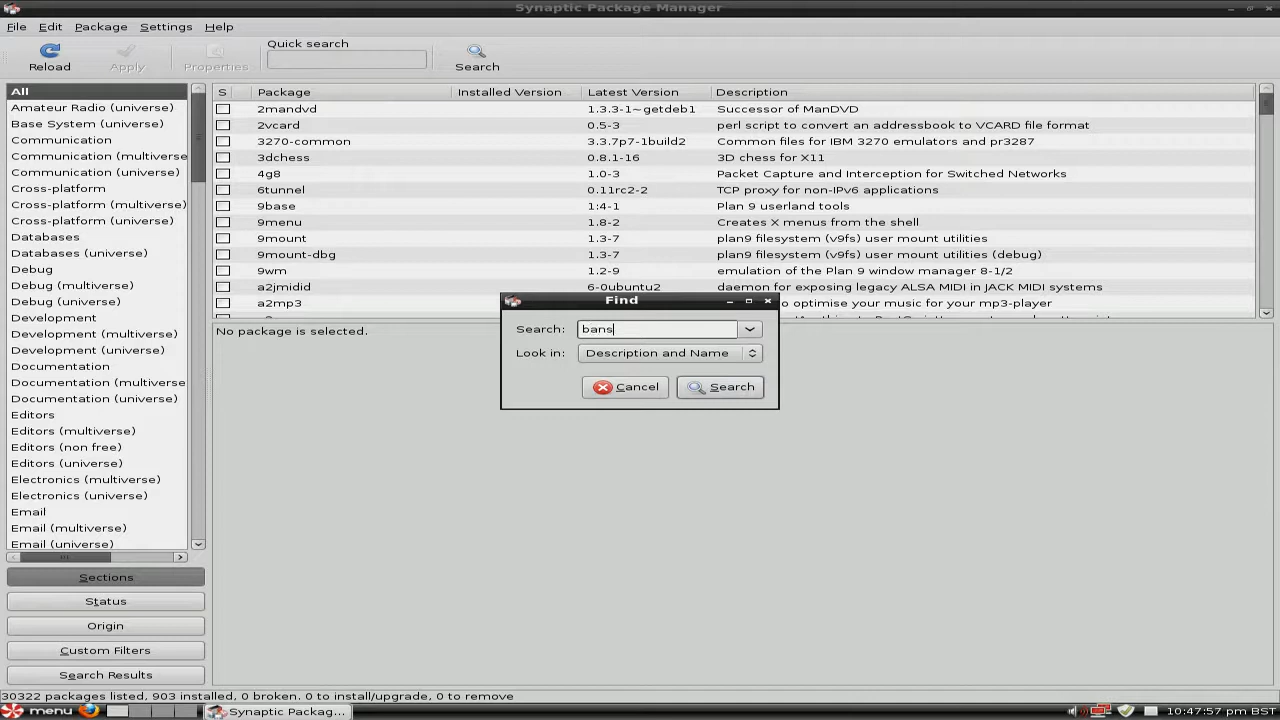 Synaptic Package Manager
File Edit Package Settings Help
Quick search
Reload Apply Properties Search
All
Amateur Radio (universe)
Base System (universe)
Communication
Communication (multiverse
Communication (universe)
Cross-platform
Cross-platform (multiverse)
Cross-platform (universe)
Databases
Databases (universe)
Debug
Debug (multiverse)
Debug (universe)
Development
Development (multiverse)
Development (universe)
Documentation
Documentation (multiverse
Documentation (universe)
Editors
Editors (multiverse)
Editors (non free)
Editors (universe)
Electronics (multiverse)
Electronics (universe)
Email
Email (multiverse)
Email (universe)
Sections
Status
Origin
Custom Filters
Search Results
S Package Installed Version Latest Version Description
2mandvd 1.3.3-1~getdeb1 Successor of ManDVD
2vcard 0.5-3 perl script to convert an addressbook to VCARD file format
3270-common 3.3.7p7-1build2 Common files for IBM 3270 emulators and pr3287
3dchess 0.8.1-16 3D chess for X11
4g8 1.0-3 Packet Capture and Interception for Switched Networks
6tunnel 0.11rc2-2 TCP proxy for non-IPv6 applications
9base 1:4-1 Plan 9 userland tools
9menu 1.8-2 Creates X menus from the shell
9mount 1.3-7 plan9 filesystem (v9fs) user mount utilities
9mount-dbg 1.3-7 plan9 filesystem (v9fs) user mount utilities (debug)
9wm 1.2-9 emulation of the Plan 9 window manager 8-1/2
a2jmidid 6-0ubuntu2 daemon for exposing legacy ALSA MIDI in JACK MIDI systems
a2mp3 to optimise your music for your mp3-player
No package is selected.
Find
Search: bans
Look in: Description and Name
Cancel Search
30322 packages listed, 903 installed, 0 broken. 0 to install/upgrade, 0 to remove
menu Synaptic Packag... 10:47:57 pm BST